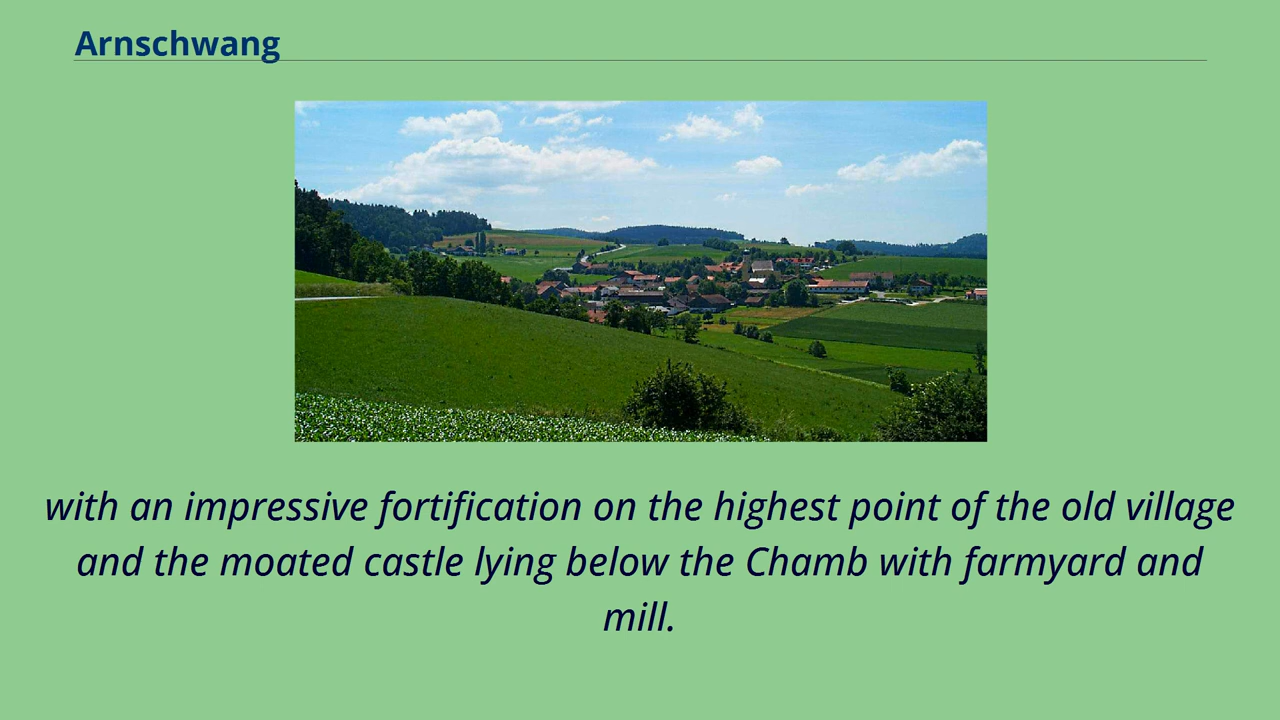 Arnschwang
with an impressive fortification on the highest point of the old village
and the moated castle lying below the Chamb with farmyard and
mill.